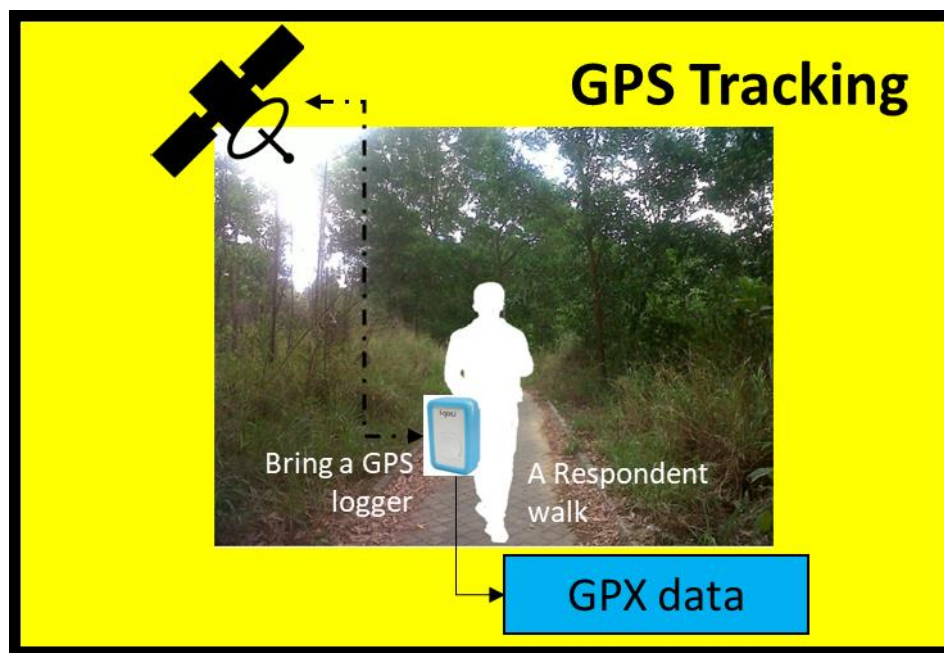 GPS Tracking
Bring a GPS
logger
A Respondent
walk
GPX data